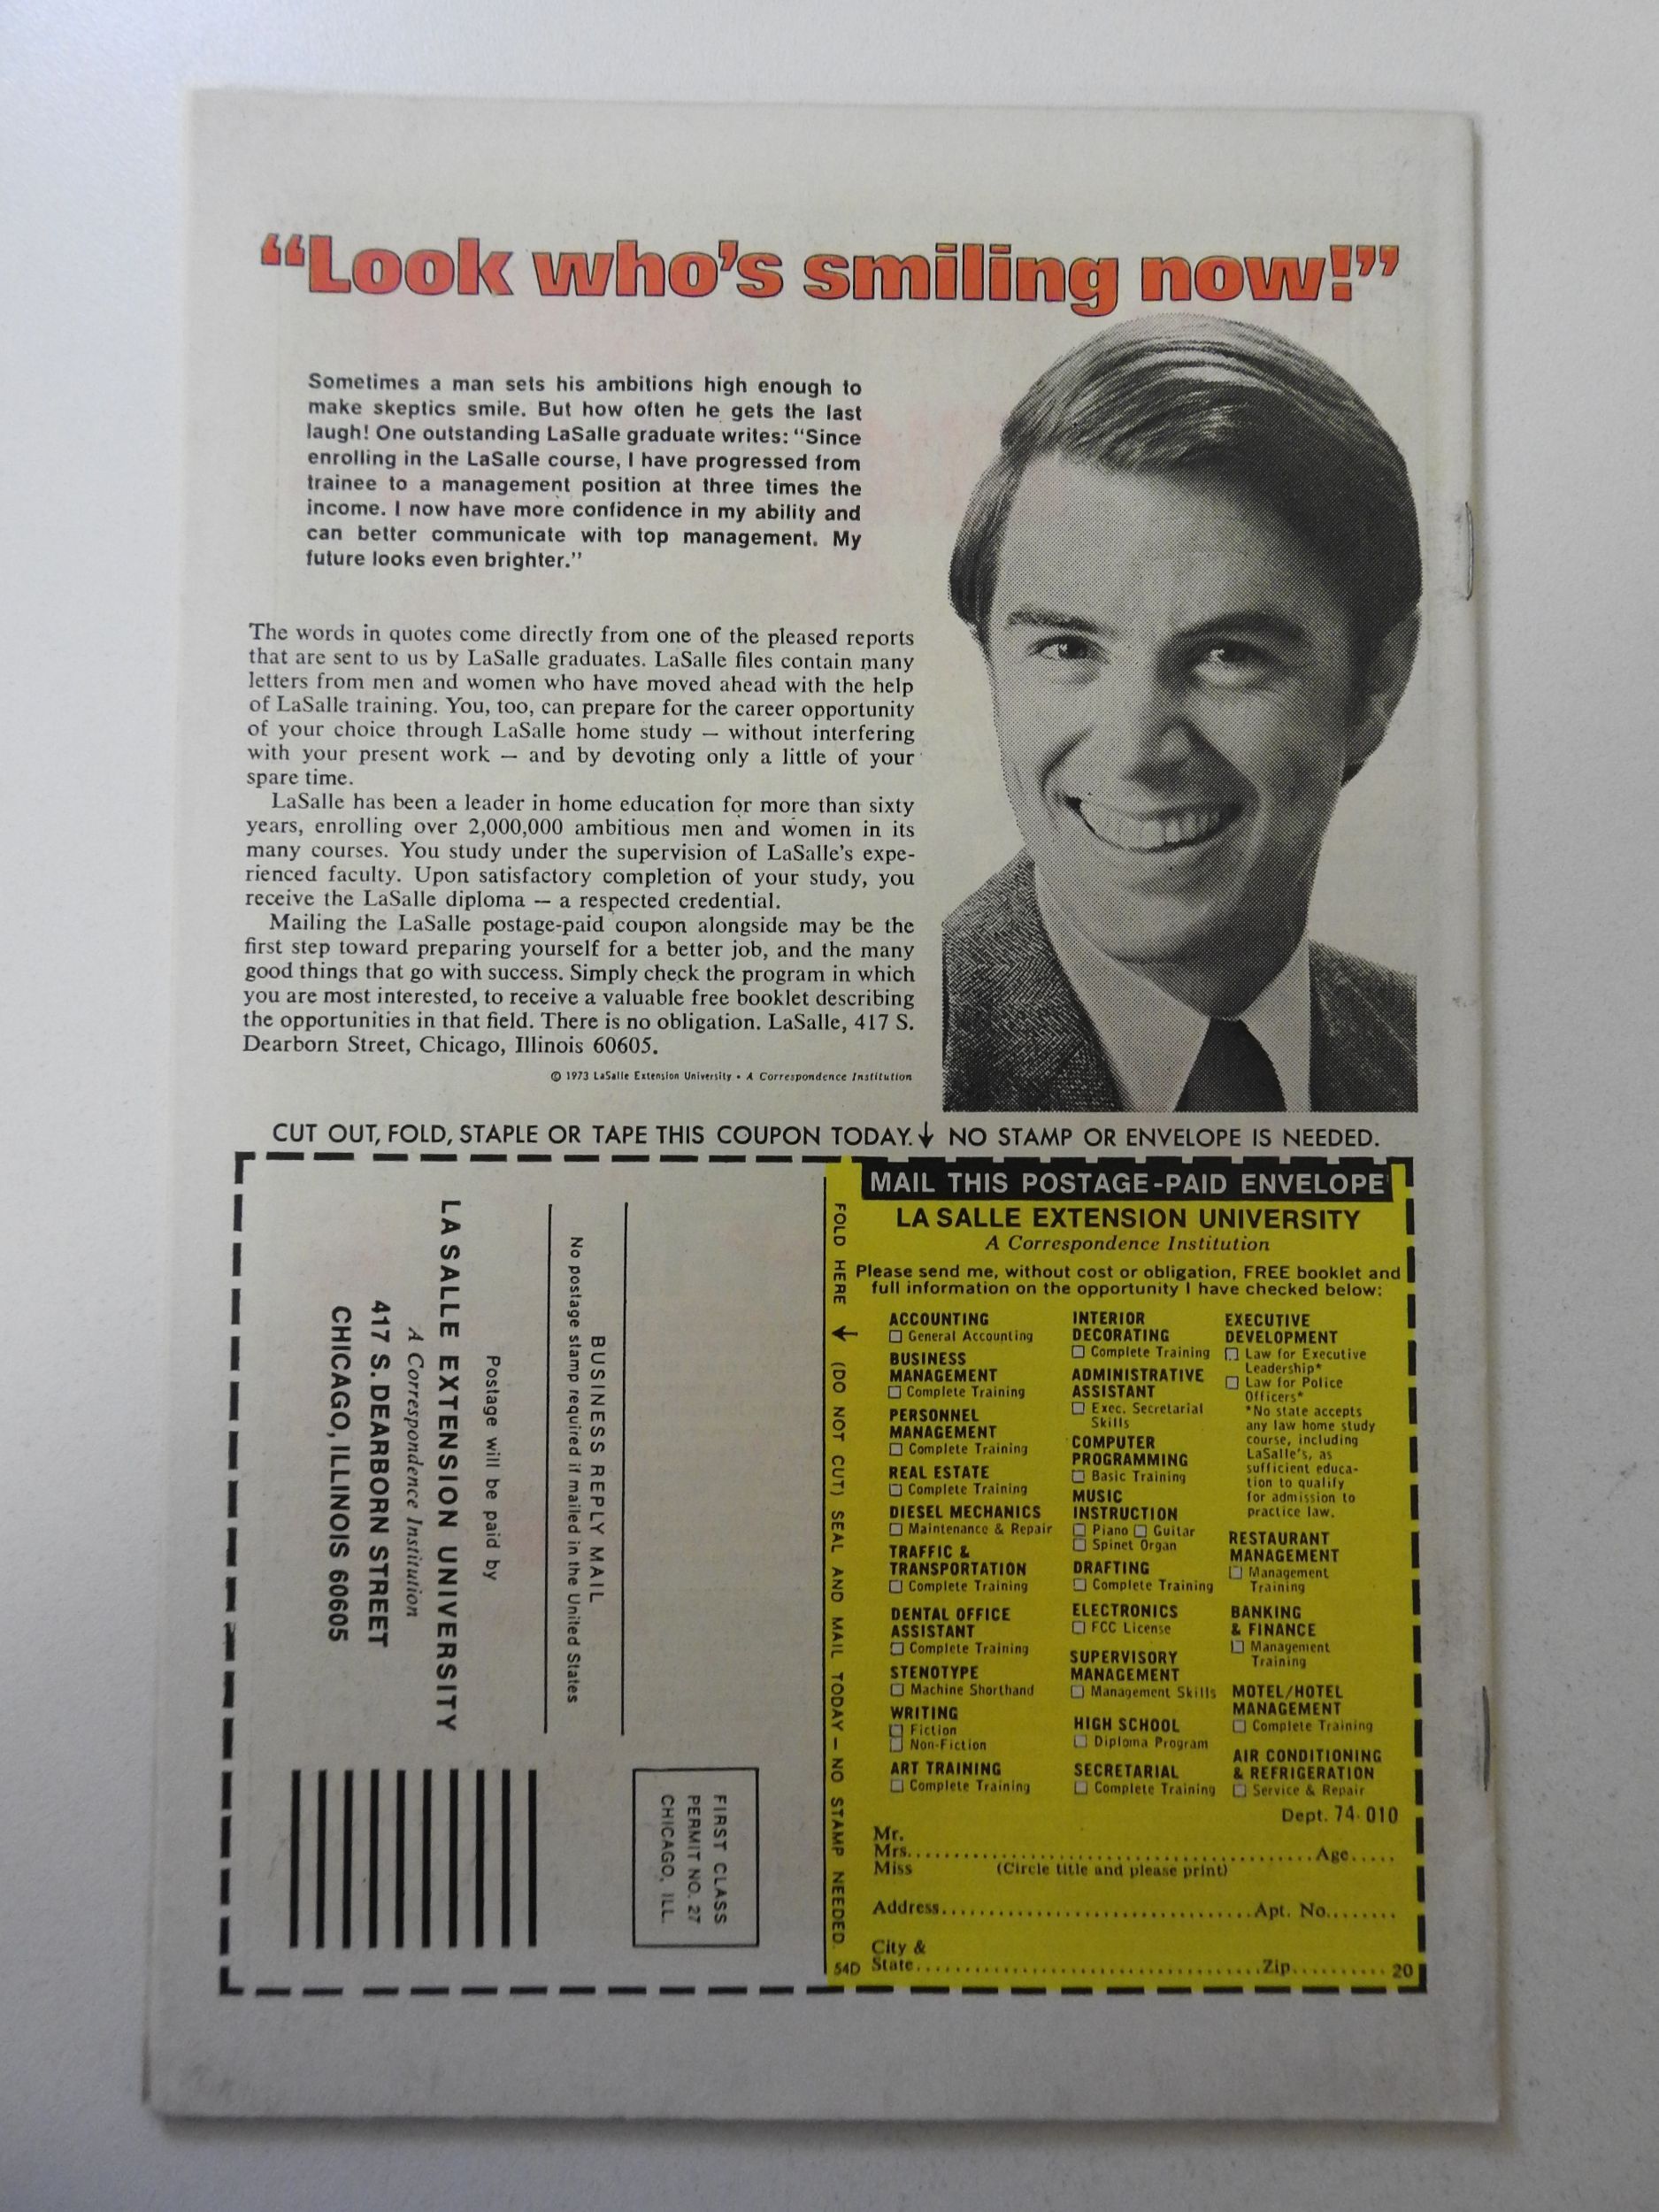 “Look who's smiling now!”
Sometimes a man sets his ambitions high enough to
make skeptics smile. But how often he gets the last
laugh! One outstanding LaSalle graduate writes: “Since
enrolling in the LaSalle course, I have progressed from
trainee to a management position at three times the
income. I now have more confidence in my ability and
can better communicate with top management. My
future looks even brighter.”
The words in quotes come directly from one of the pleased reports
that are sent to us by LaSalle graduates. LaSalle files contain many
letters from men and women who have moved ahead with the help
of LaSalle training. You, too, can prepare for the career opportunity
of your choice through LaSalle home study — without interfering
with your present work — and by devoting only a little of your
spare time.
LaSalle has been a leader in home education for more than sixty
years, enrolling over 2,000,000 ambitious men and women in its
many courses. You study under the supervision of LaSalle's expe-
rienced faculty. Upon satisfactory completion of your study, you
receive the LaSalle diploma — a respected credential.
Mailing the LaSalle postage-paid coupon alongside may be the
first step toward preparing yourself for a better job, and the many
good things that go with success. Simply check the program in which
you are most interested, to receive a valuable free booklet describing
the opportunities in that field. There is no obligation. LaSalle, 417 S.
Dearborn Street, Chicago, Illinois 60605.
© 1973 LaSalle Extension University • A Correspondence Institution
CUT OUT, FOLD, STAPLE OR TAPE THIS COUPON TODAY.↓ NO STAMP OR ENVELOPE IS NEEDED.
FIRST CLASS
PERMIT NO. 27
CHICAGO, ILL.
BUSINESS REPLY MAIL
No postage stamp required if mailed in the United States
Postage will be paid by
LA SALLE EXTENSION UNIVERSITY
A Correspondence Institution
417 S. DEARBORN STREET
CHICAGO, ILLINOIS 60605
FOLD HERE ↓ (DO NOT CUT) SEAL AND MAIL TODAY — NO STAMP NEEDED.
54D
MAIL THIS POSTAGE-PAID ENVELOPE
LA SALLE EXTENSION UNIVERSITY
A Correspondence Institution
Please send me, without cost or obligation, FREE booklet and
full information on the opportunity I have checked below:
ACCOUNTING
☐ General Accounting
BUSINESS
MANAGEMENT
☐ Complete Training
PERSONNEL
MANAGEMENT
☐ Complete Training
REAL ESTATE
☐ Complete Training
DIESEL MECHANICS
☐ Maintenance & Repair
TRAFFIC &
TRANSPORTATION
☐ Complete Training
DENTAL OFFICE
ASSISTANT
☐ Complete Training
STENOTYPE
☐ Machine Shorthand
WRITING
☐ Fiction
☐ Non-Fiction
ART TRAINING
☐ Complete Training
INTERIOR
DECORATING
☐ Complete Training
ADMINISTRATIVE
ASSISTANT
☐ Exec. Secretarial
Skills
COMPUTER
PROGRAMMING
☐ Basic Training
MUSIC
INSTRUCTION
☐ Piano ☐ Guitar
☐ Spinet Organ
DRAFTING
☐ Complete Training
ELECTRONICS
☐ FCC License
SUPERVISORY
MANAGEMENT
☐ Management Skills
HIGH SCHOOL
☐ Diploma Program
SECRETARIAL
☐ Complete Training
EXECUTIVE
DEVELOPMENT
☐ Law for Executive
Leadership*
☐ Law for Police
Officers*
*No state accepts
any law home study
course, including
LaSalle's, as
sufficient educa-
tion to qualify
for admission to
practice law.
RESTAURANT
MANAGEMENT
☐ Management
Training
BANKING
& FINANCE
☐ Management
Training
MOTEL/HOTEL
MANAGEMENT
☐ Complete Training
AIR CONDITIONING
& REFRIGERATION
☐ Service & Repair
Dept. 74-010
Mr.
Mrs. Age
Miss (Circle title and please print)
Address Apt. No.
City &
State Zip 20